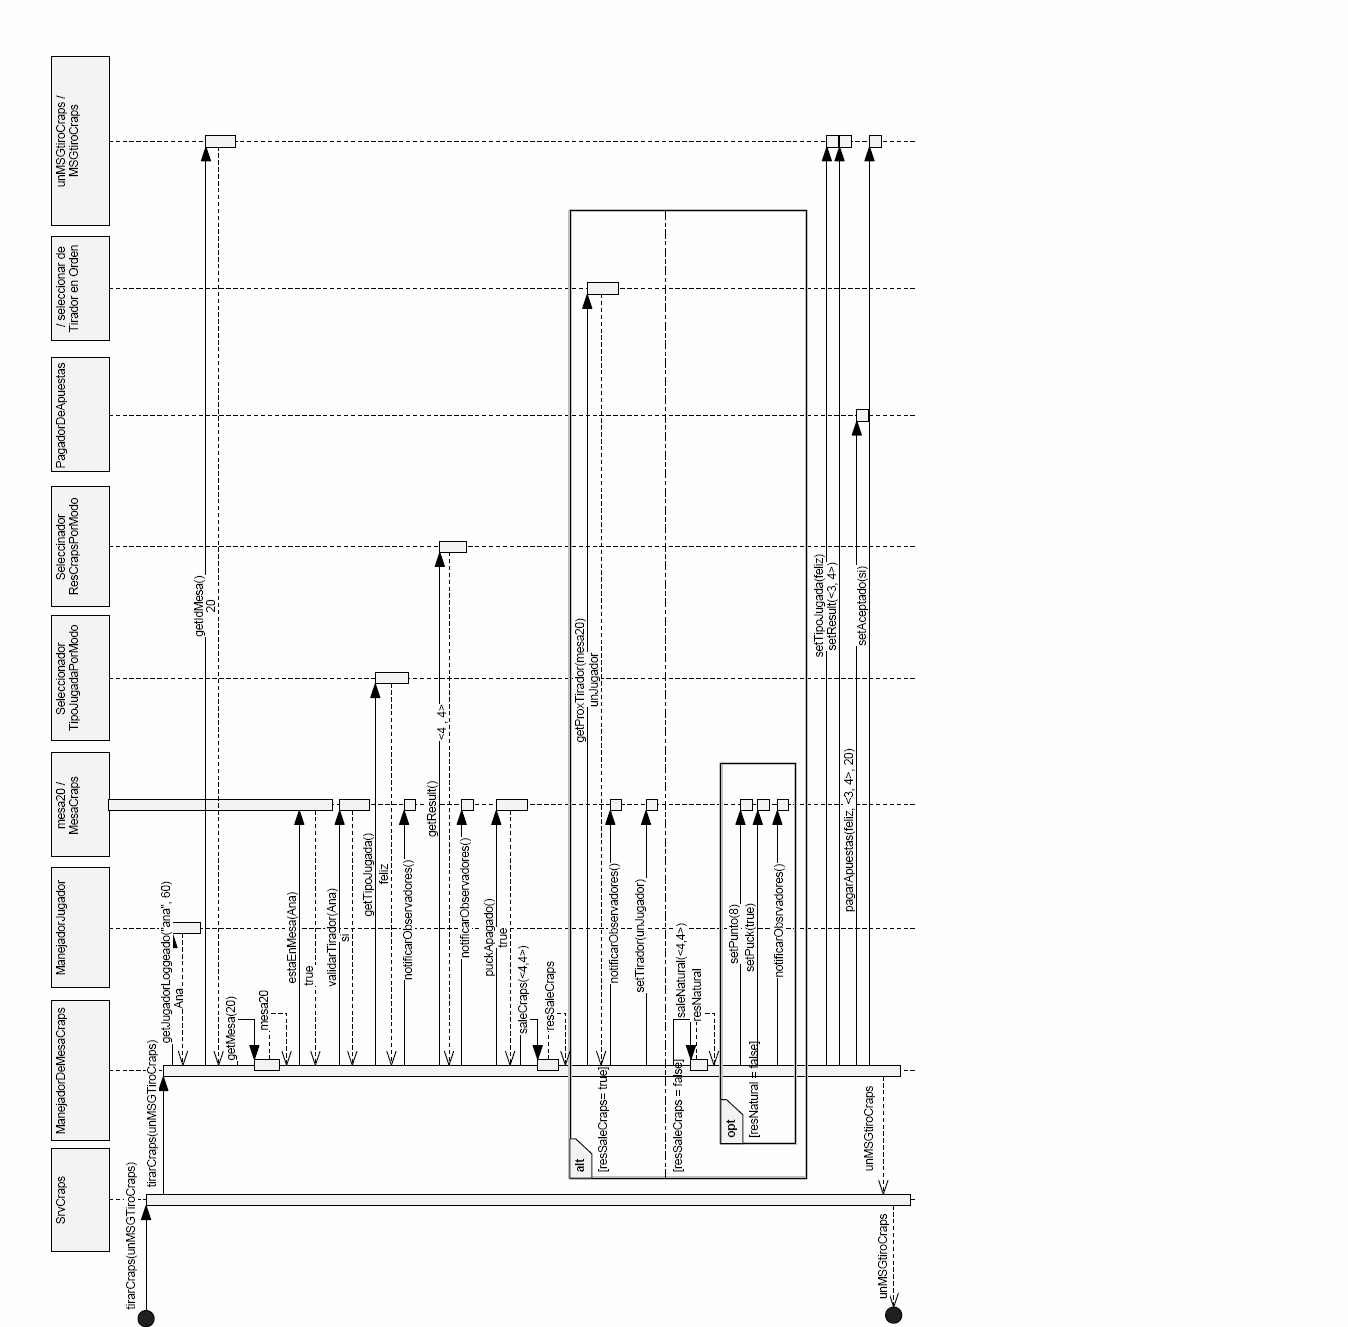 SrvCraps
ManejadorDeMesaCraps
ManejadorJugador
mesa20 /
MesaCraps
Seleccionador
TipoJugadaPorModo
Seleccinador
ResCrapsPorModo
PagadorDeApuestas
/ seleccionar de
Tirador en Orden
unMSGtiroCraps /
MSGtiroCraps
tirarCraps(unMSGTiroCraps)
tirarCraps(unMSGTiroCraps)
getJugadorLoggeado("ana", 60)
Ana
getIdMesa()
20
getMesa(20)
mesa20
estaEnMesa(Ana)
true
validarTirador(Ana)
si
getTipoJugada()
feliz
notificarObservadores()
getResult()
<4 , 4>
notificarObservadores()
puckApagado()
true
saleCraps(<4,4>)
resSaleCraps
alt
[resSaleCraps= true]
getProxTirador(mesa20)
unJugador
notificarObservadores()
setTirador(unJugador)
[resSaleCraps = false]
saleNatural(<4,4>)
resNatural
opt
[resNatural = false]
setPunto(8)
setPuck(true)
notificarObsrvadores()
setTipoJugada(feliz)
setResult(<3, 4>)
pagarApuestas(feliz, <3, 4>, 20)
setAceptado(si)
unMSGtiroCraps
unMSGtiroCraps